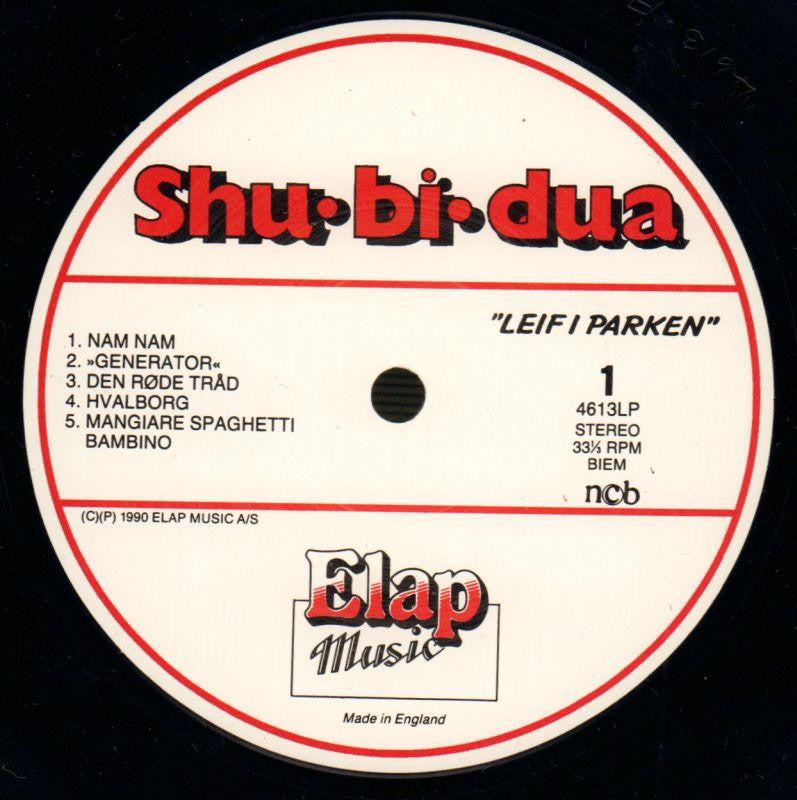 Shu·bi·dua
"LEIF I PARKEN"
1. NAM NAM
2. »GENERATOR«
3. DEN RØDE TRÅD
4. HVALBORG
5. MANGIARE SPAGHETTI
BAMBINO
1
4613LP
STEREO
33⅓ RPM
BIEM
ncb
(C)(P) 1990 ELAP MUSIC A/S
Elap
Music
Made in England